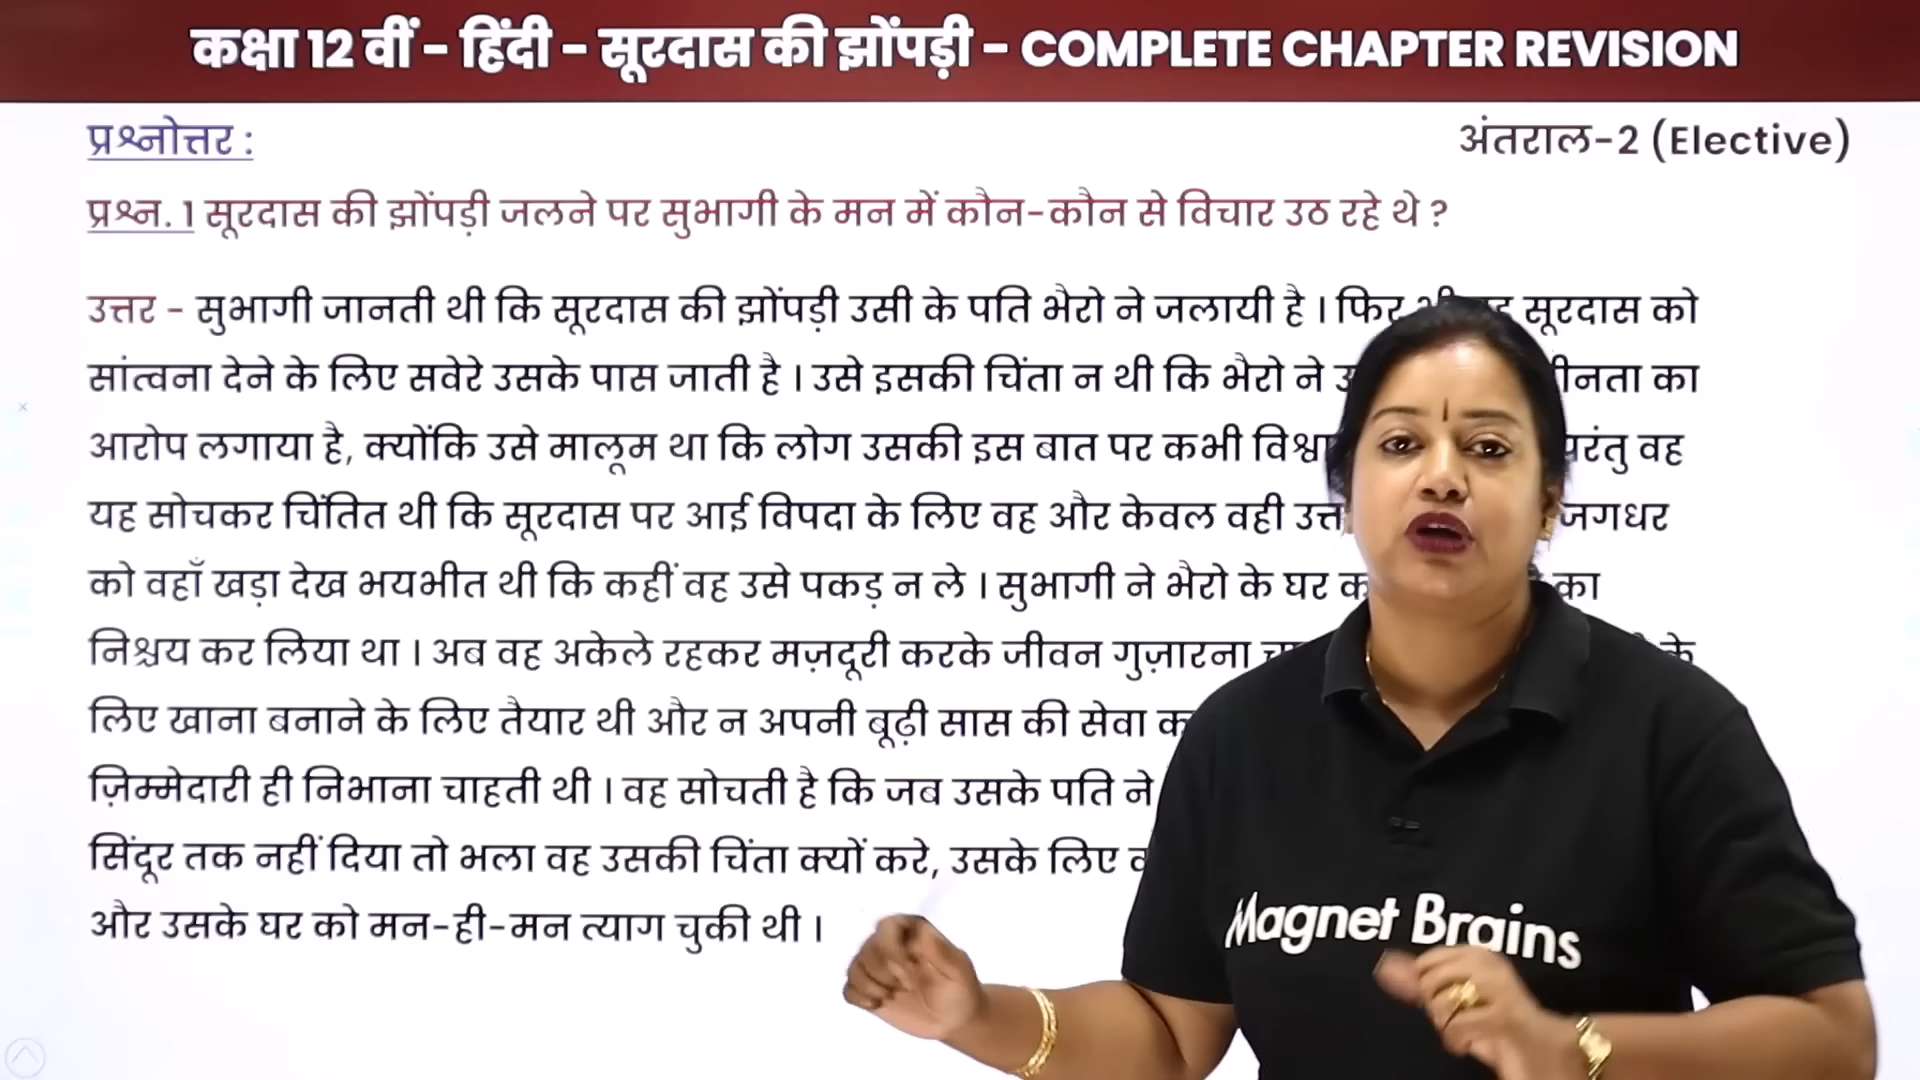 कक्षा 12 वीं - हिंदी - सूरदास की झोंपड़ी - COMPLETE CHAPTER REVISION
प्रश्नोत्तर :
अंतराल-2 (Elective)
प्रश्न. 1 सूरदास की झोंपड़ी जलने पर सुभागी के मन में कौन-कौन से विचार उठ रहे थे ?
उत्तर - सुभागी जानती थी कि सूरदास की झोंपड़ी उसी के पति भैरो ने जलायी है । फिर सूरदास को
सांत्वना देने के लिए सवेरे उसके पास जाती है । उसे इसकी चिंता न थी कि भैरो ने का
आरोप लगाया है, क्योंकि उसे मालूम था कि लोग उसकी इस बात पर कभी परंतु वह
यह सोचकर चिंतित थी कि सूरदास पर आई विपदा के लिए वह और केवल वही जगधर
को वहाँ खड़ा देख भयभीत थी कि कहीं वह उसे पकड़ न ले । सुभागी ने भैरो के घर का
निश्चय कर लिया था । अब वह अकेले रहकर मज़दूरी करके जीवन गुज़ारना के
लिए खाना बनाने के लिए तैयार थी और न अपनी बूढ़ी सास की सेवा
ज़िम्मेदारी ही निभाना चाहती थी । वह सोचती है कि जब उसके पति ने
सिंदूर तक नहीं दिया तो भला वह उसकी चिंता क्यों करे, उसके लिए
और उसके घर को मन-ही-मन त्याग चुकी थी ।
Magnet Brains